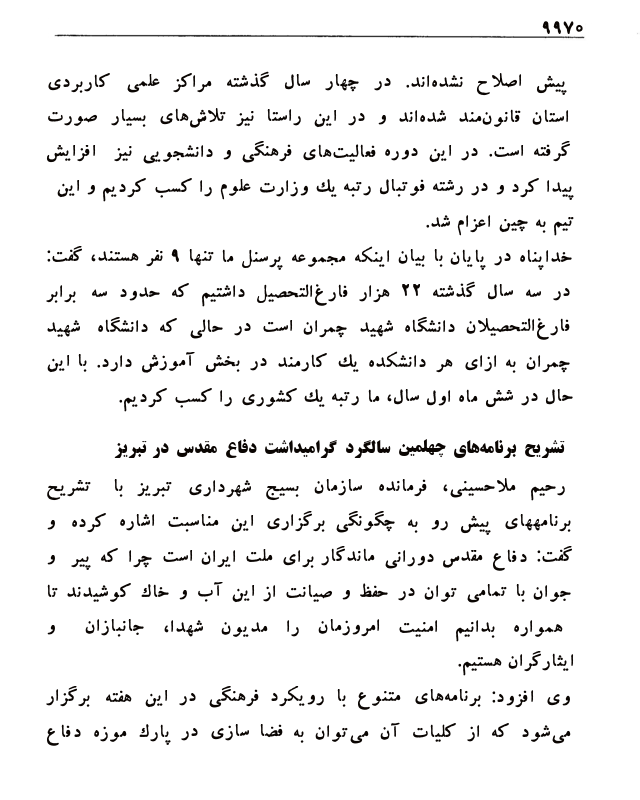 ۹۹۷۰
پیش اصلاح نشده‌اند. در چهار سال گذشته مراکز علمی کاربردی
استان قانون‌مند شده‌اند و در این راستا نیز تلاش‌های بسیار صورت
گرفته است. در این دوره فعالیت‌های فرهنگی و دانشجویی نیز افزایش
پیدا کرد و در رشته فوتبال رتبه یك وزارت علوم را کسب کردیم و این
تیم به چین اعزام شد.
خداپناه در پایان با بیان اینکه مجموعه پرسنل ما تنها ۹ نفر هستند، گفت:
در سه سال گذشته ۲۲ هزار فارغ‌التحصیل داشتیم که حدود سه برابر
فارغ‌التحصیلان دانشگاه شهید چمران است در حالی که دانشگاه شهید
چمران به ازای هر دانشکده یك کارمند در بخش آموزش دارد. با این
حال در شش ماه اول سال، ما رتبه یك کشوری را کسب کردیم.
تشریح برنامه‌های چهلمین سالگرد گرامیداشت دفاع مقدس در تبریز
رحیم ملاحسینی، فرمانده سازمان بسیج شهرداری تبریز با تشریح
برنامههای پیش رو به چگونگی برگزاری این مناسبت اشاره کرده و
گفت: دفاع مقدس دورانی ماندگار برای ملت ایران است چرا که پیر و
جوان با تمامی توان در حفظ و صیانت از این آب و خاك کوشیدند تا
همواره بدانیم امنیت امروزمان را مدیون شهدا، جانبازان و
ایثارگران هستیم.
وی افزود: برنامه‌های متنوع با رویکرد فرهنگی در این هفته برگزار
می‌شود که از کلیات آن می‌توان به فضا سازی در پارك موزه دفاع